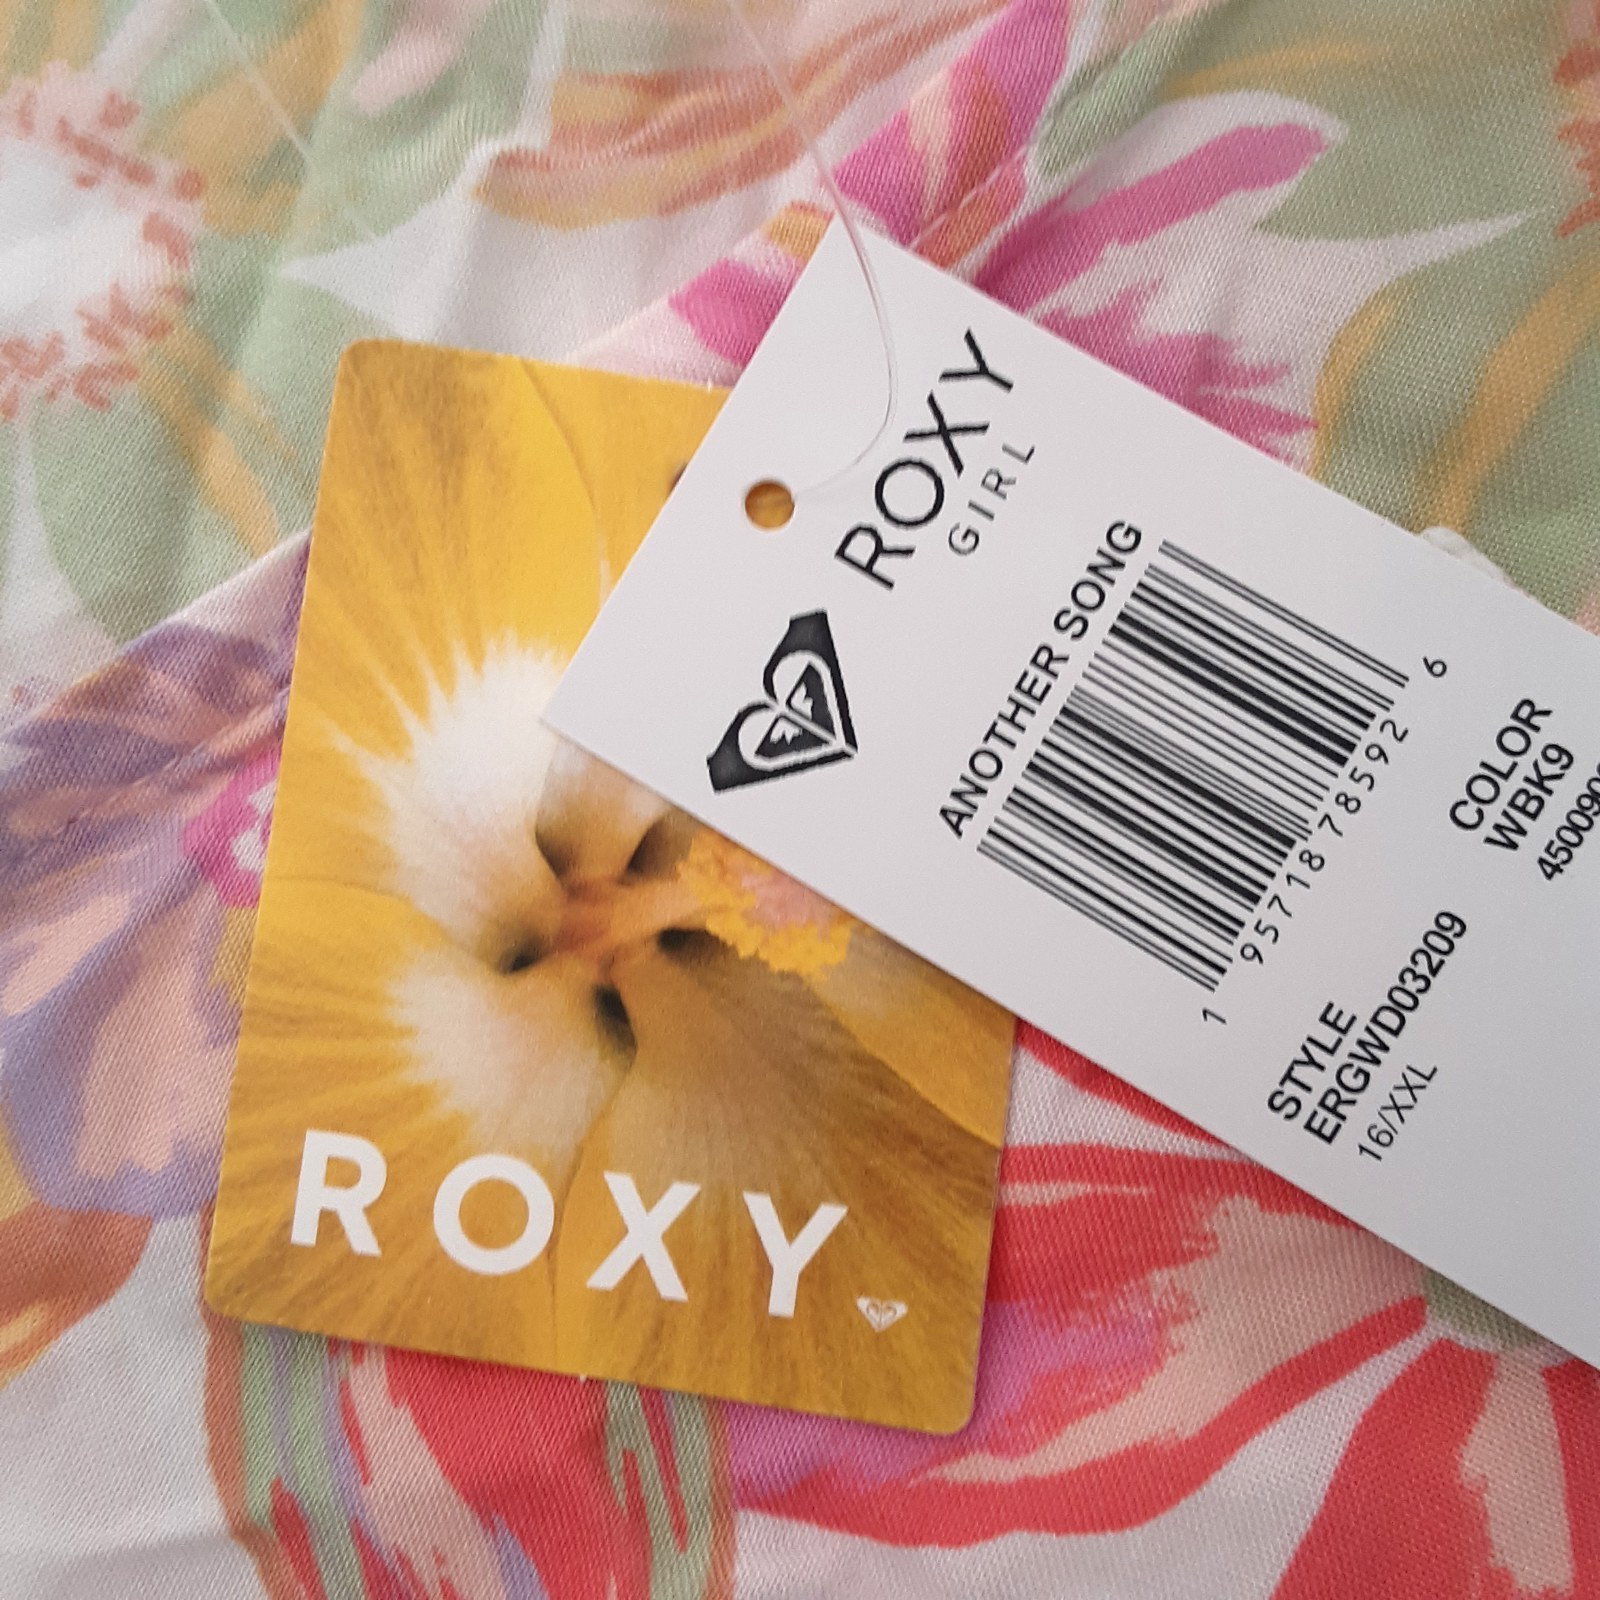 ROXY
GIRL
ANOTHER SONG
1 95718 78592 6
STYLE
ERGWD03209
16/XXL
COLOR
WBK9
ROXY